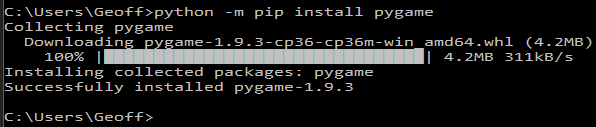 C:\Users\Geoff>python -m pip install pygame
Collecting pygame
  Downloading pygame-1.9.3-cp36-cp36m-win_amd64.whl (4.2MB)
    100% |████████████████████████████████| 4.2MB 311kB/s
Installing collected packages: pygame
Successfully installed pygame-1.9.3
C:\Users\Geoff>